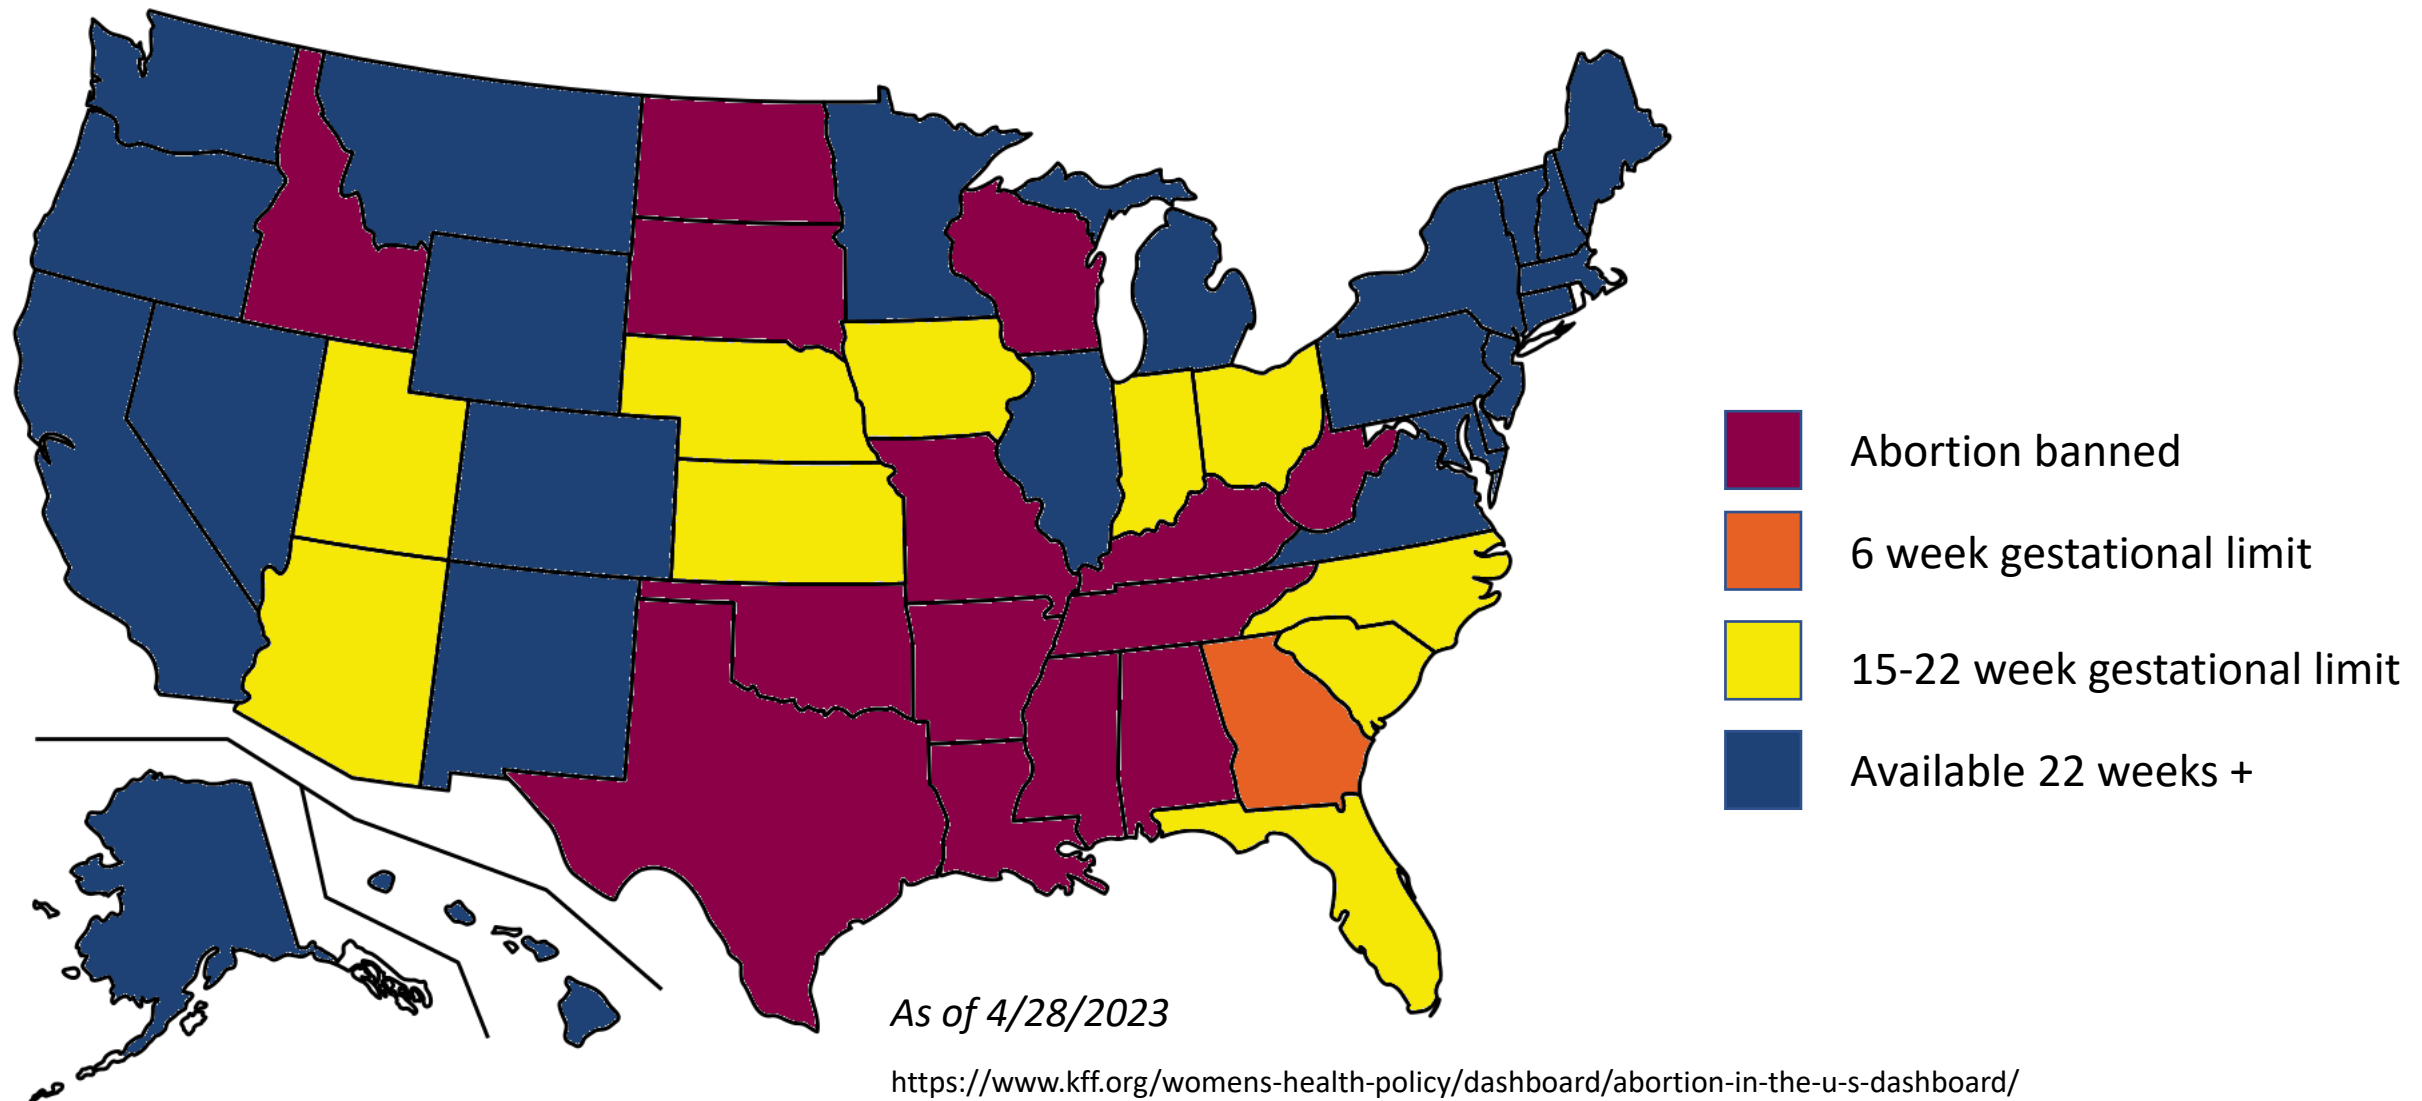 Abortion banned
6 week gestational limit
15-22 week gestational limit
Available 22 weeks +
As of 4/28/2023
https://www.kff.org/womens-health-policy/dashboard/abortion-in-the-u-s-dashboard/